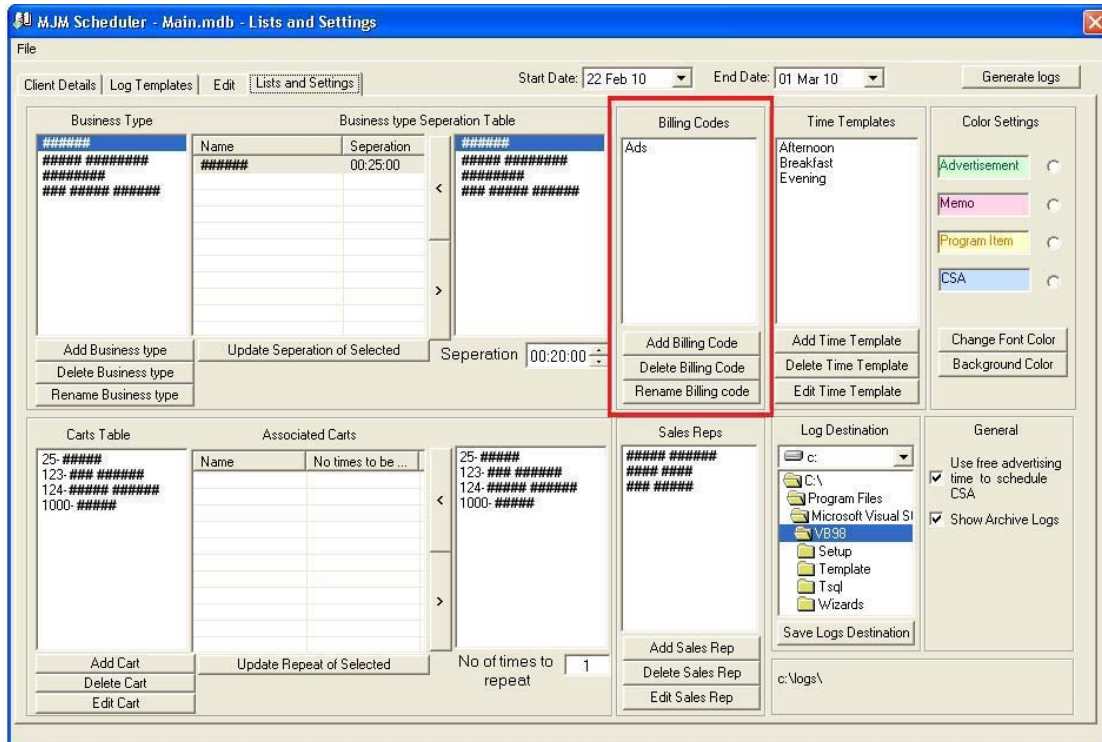 MJM Scheduler - Main.mdb - Lists and Settings
File
Client Details Log Templates Edit Lists and Settings
Start Date: 22 Feb 10 End Date: 01 Mar 10 Generate logs
Business Type
######
##### ########
########
### ##### ######
Add Business type
Delete Business type
Rename Business type
Business type Seperation Table
Name Seperation
###### 00:25:00
Update Seperation of Selected
<
>
######
##### ########
########
### ##### ######
Seperation 00:20:00
Billing Codes
Ads
Add Billing Code
Delete Billing Code
Rename Billing code
Time Templates
Afternoon
Breakfast
Evening
Add Time Template
Delete Time Template
Edit Time Template
Color Settings
Advertisement
Memo
Program Item
CSA
Change Font Color
Background Color
Carts Table
25- #####
123- ### ######
124- ##### ######
1000- #####
Add Cart
Delete Cart
Edit Cart
Associated Carts
Name No times to be ...
Update Repeat of Selected
<
>
25- #####
123- ### ######
124- ##### ######
1000- #####
No of times to
repeat
1
Sales Reps
##### ######
#### ####
### #####
Add Sales Rep
Delete Sales Rep
Edit Sales Rep
Log Destination
c:
C:\
Program Files
Microsoft Visual St
VB98
Setup
Template
Tsql
Wizards
Save Logs Destination
c:\logs\
General
Use free advertising
time to schedule
CSA
Show Archive Logs